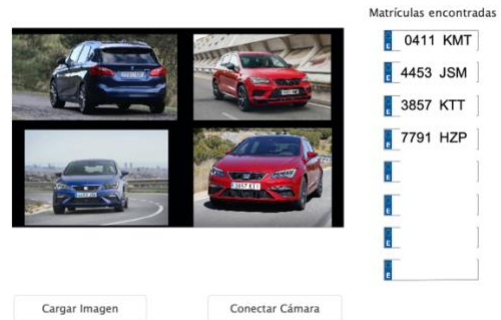 Matrículas encontradas
0411 KMT
4453 JSM
3857 KTT
7791 HZP
E
E
E
E
E
E
E
E
Cargar Imagen
Conectar Cámara